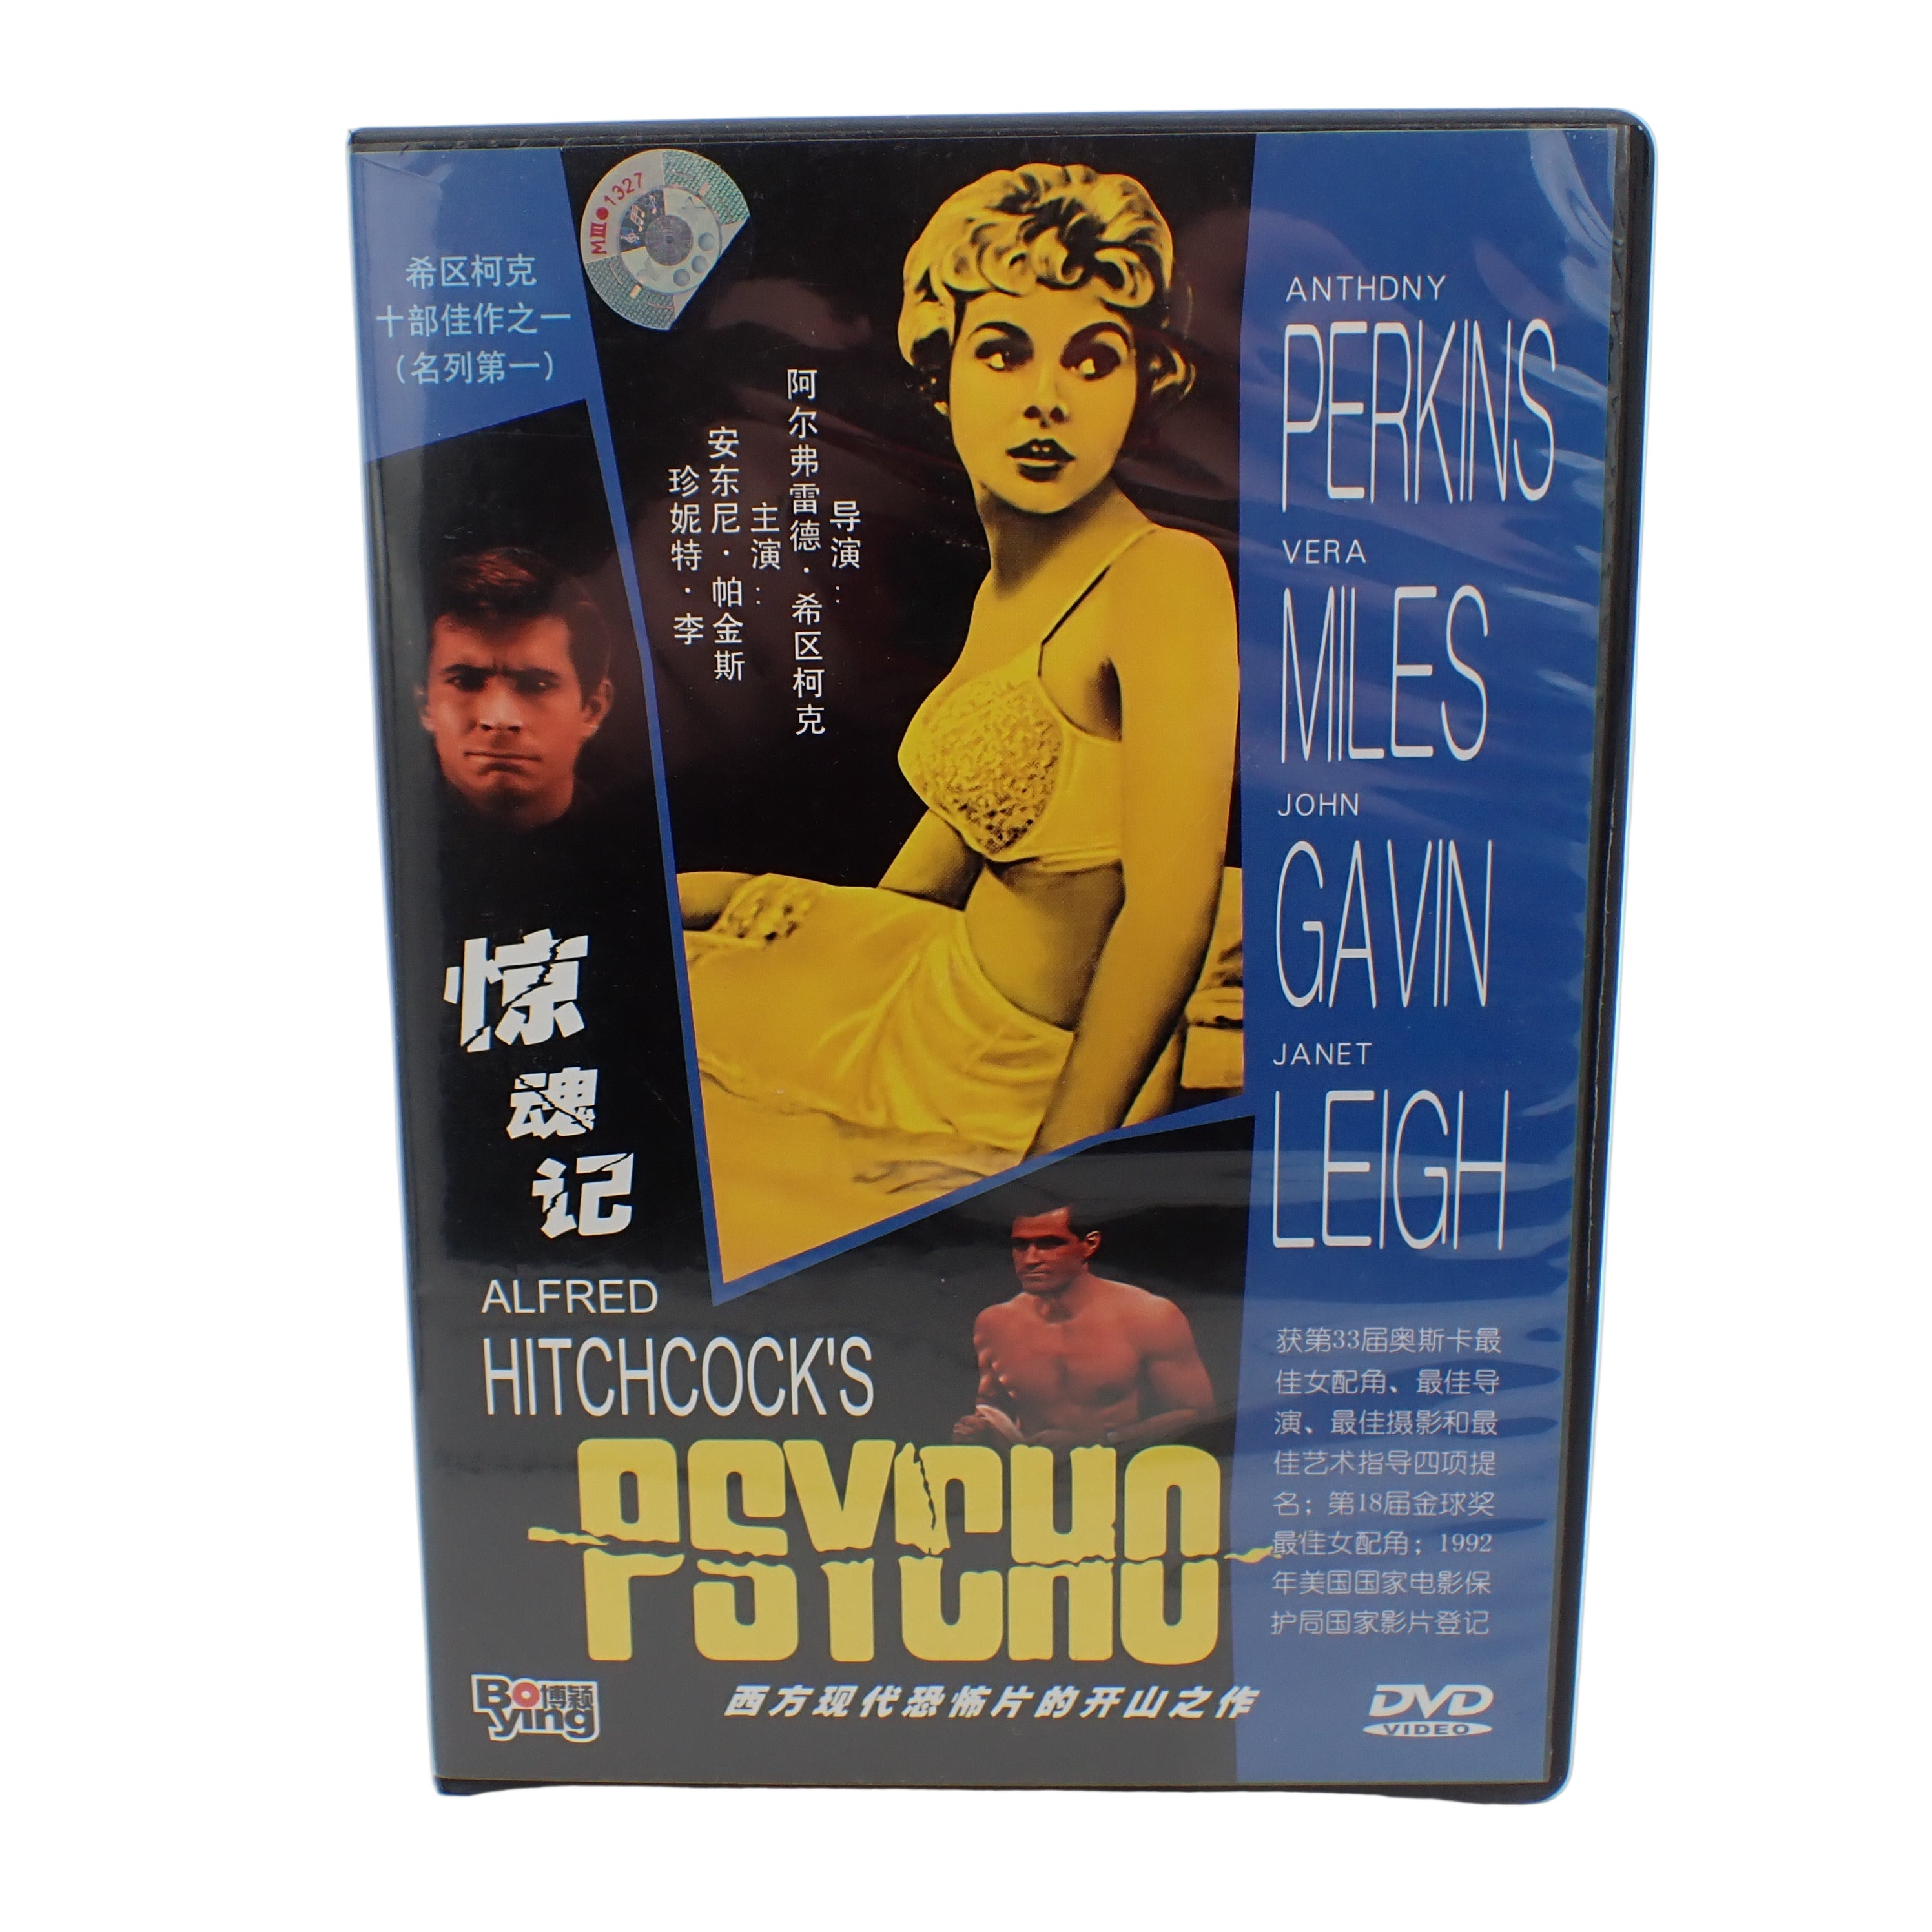 希区柯克
十部佳作之一
（名列第一）
MIII●1327
导演：
阿尔弗雷德·希区柯克
主演：
安东尼·帕金斯
珍妮特·李
ANTHDNY
PERKINS
VERA
MILES
JOHN
GAVIN
JANET
LEIGH
惊
魂
记
ALFRED
HITCHCOCK'S
PSYCHO
获第33届奥斯卡最
佳女配角、最佳导
演、最佳摄影和最
佳艺术指导四项提
名；第18届金球奖
最佳女配角；1992
年美国国家电影保
护局国家影片登记
Bo博颖
ying
西方现代恐怖片的开山之作
DVD
VIDEO